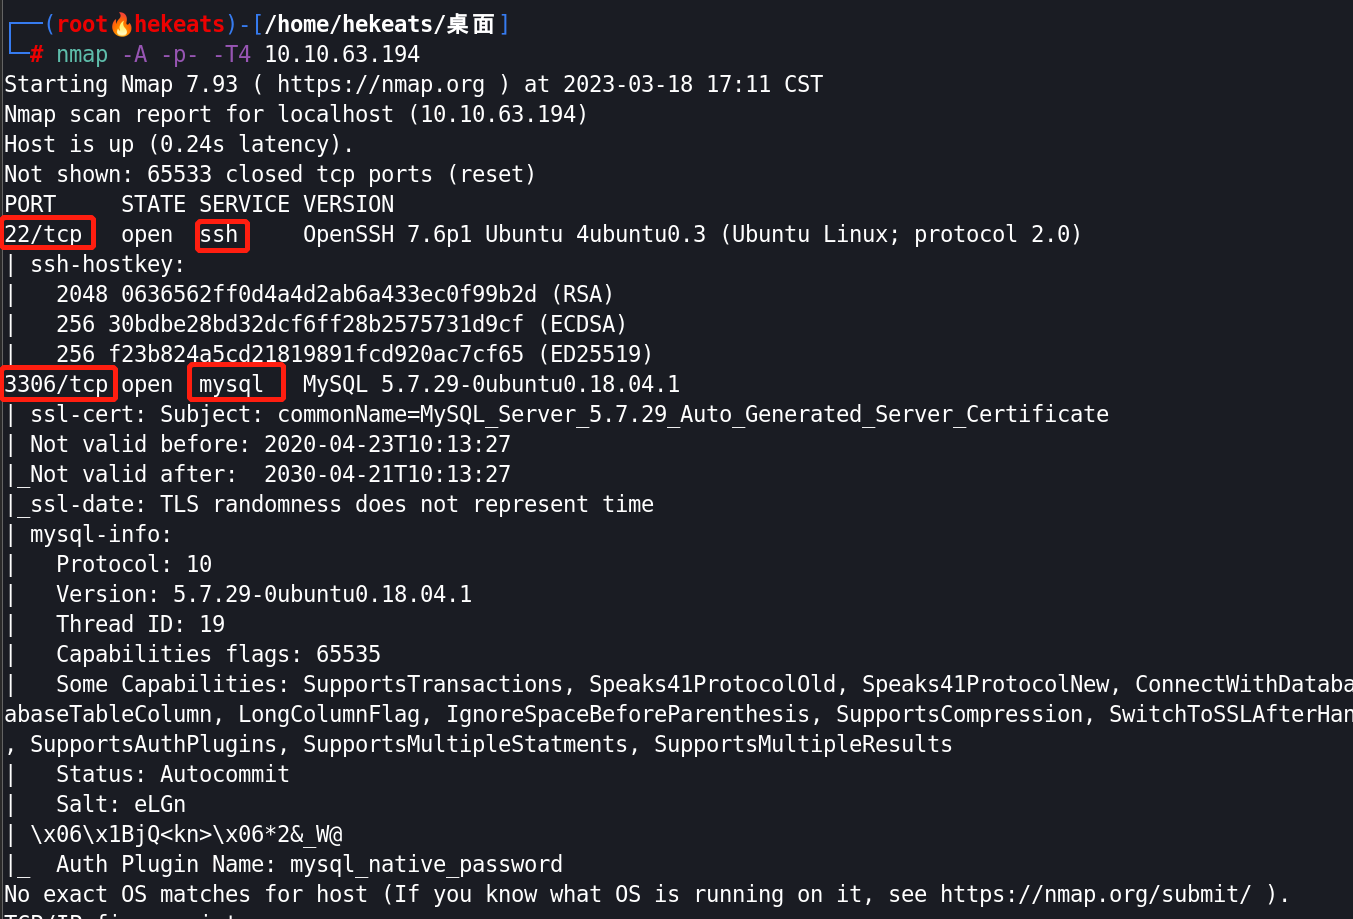 (root🔥hekeats)-[/home/hekeats/桌面]
# nmap -A -p- -T4 10.10.63.194
Starting Nmap 7.93 ( https://nmap.org ) at 2023-03-18 17:11 CST
Nmap scan report for localhost (10.10.63.194)
Host is up (0.24s latency).
Not shown: 65533 closed tcp ports (reset)
PORT     STATE SERVICE VERSION
22/tcp   open  ssh     OpenSSH 7.6p1 Ubuntu 4ubuntu0.3 (Ubuntu Linux; protocol 2.0)
| ssh-hostkey:
|   2048 0636562ff0d4a4d2ab6a433ec0f99b2d (RSA)
|   256 30bdbe28bd32dcf6ff28b2575731d9cf (ECDSA)
|   256 f23b824a5cd21819891fcd920ac7cf65 (ED25519)
3306/tcp open  mysql   MySQL 5.7.29-0ubuntu0.18.04.1
| ssl-cert: Subject: commonName=MySQL_Server_5.7.29_Auto_Generated_Server_Certificate
| Not valid before: 2020-04-23T10:13:27
|_Not valid after:  2030-04-21T10:13:27
|_ssl-date: TLS randomness does not represent time
| mysql-info:
|   Protocol: 10
|   Version: 5.7.29-0ubuntu0.18.04.1
|   Thread ID: 19
|   Capabilities flags: 65535
|   Some Capabilities: SupportsTransactions, Speaks41ProtocolOld, Speaks41ProtocolNew, ConnectWithDataba
abaseTableColumn, LongColumnFlag, IgnoreSpaceBeforeParenthesis, SupportsCompression, SwitchToSSLAfterHan
, SupportsAuthPlugins, SupportsMultipleStatments, SupportsMultipleResults
|   Status: Autocommit
|   Salt: eLGn
| \x06\x1BjQ<kn>\x06*2&_W@
|_  Auth Plugin Name: mysql_native_password
No exact OS matches for host (If you know what OS is running on it, see https://nmap.org/submit/ ).